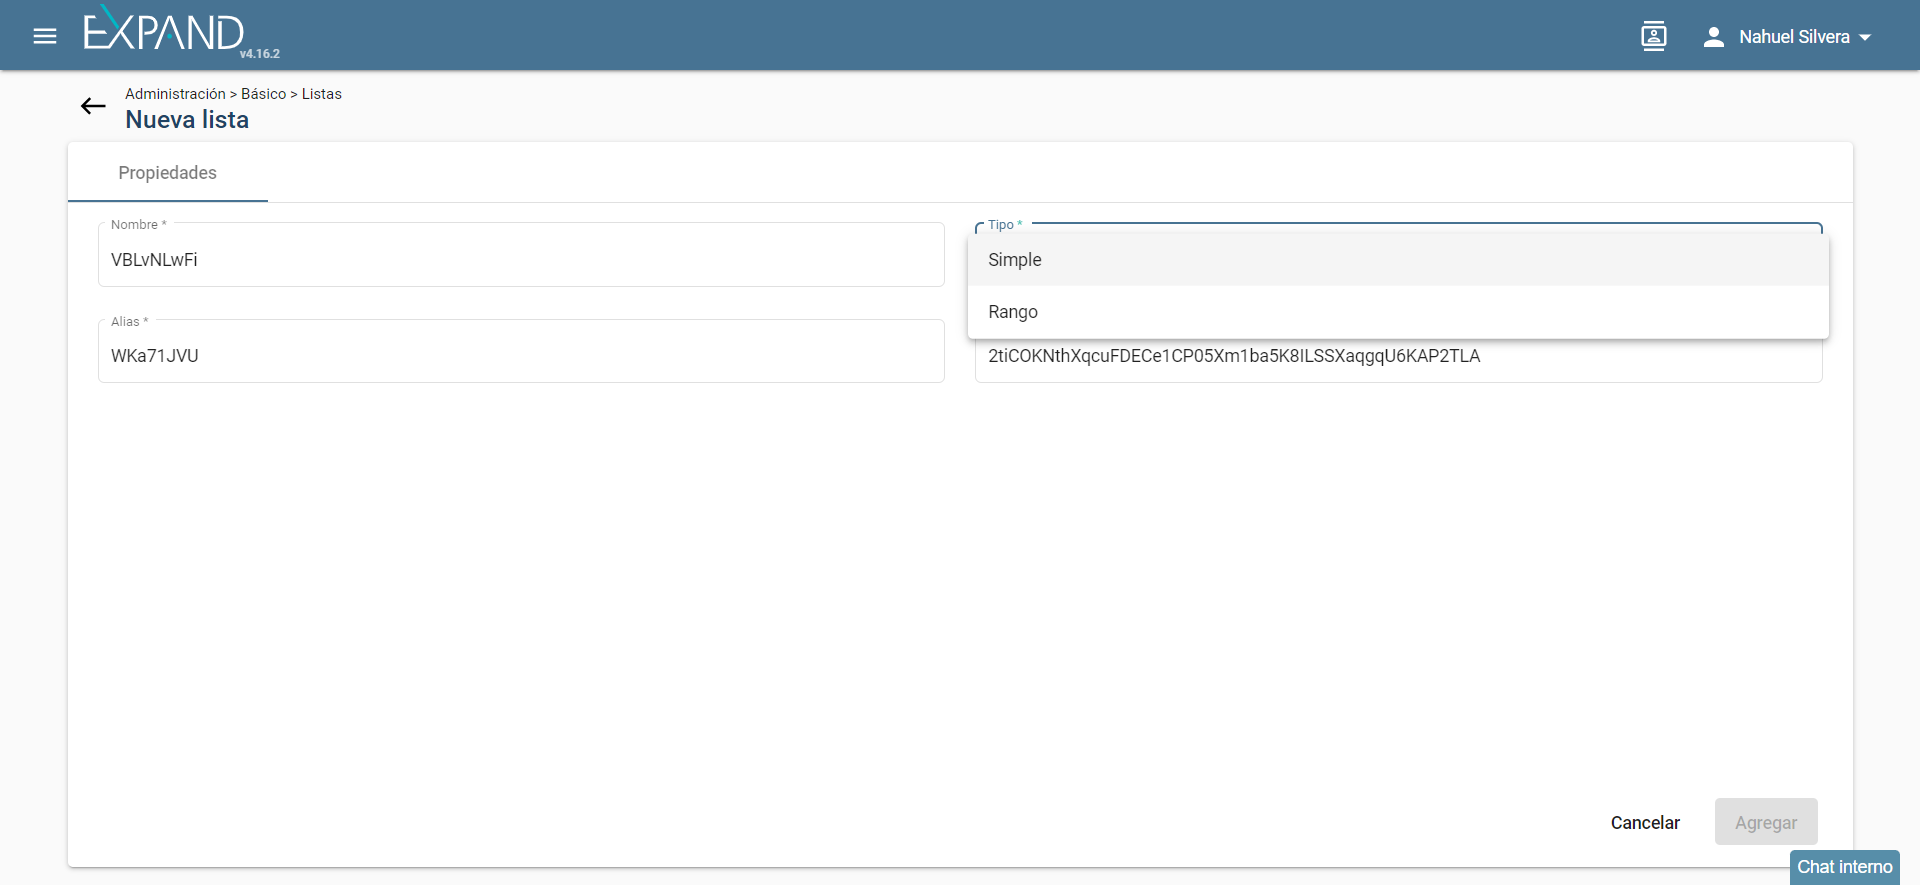 EXPAND
v4.16.2
Nahuel Silvera
Administración > Básico > Listas
Nueva lista
Propiedades
Nombre *
VBLvNLwFi
Tipo *
Simple
Rango
Alias *
WKa71JVU
2tiCOKNthXqcuFDECe1CP05Xm1ba5K8ILSSXaqgqU6KAP2TLA
Cancelar
Agregar
Chat interno